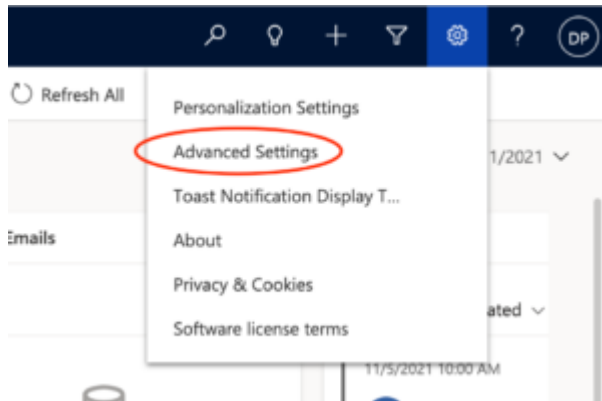 ?
DP
Refresh All
Personalization Settings
Advanced Settings
1/2021
Toast Notification Display T...
Emails
About
Privacy & Cookies
ated
Software license terms
11/5/2021 10:00 AM